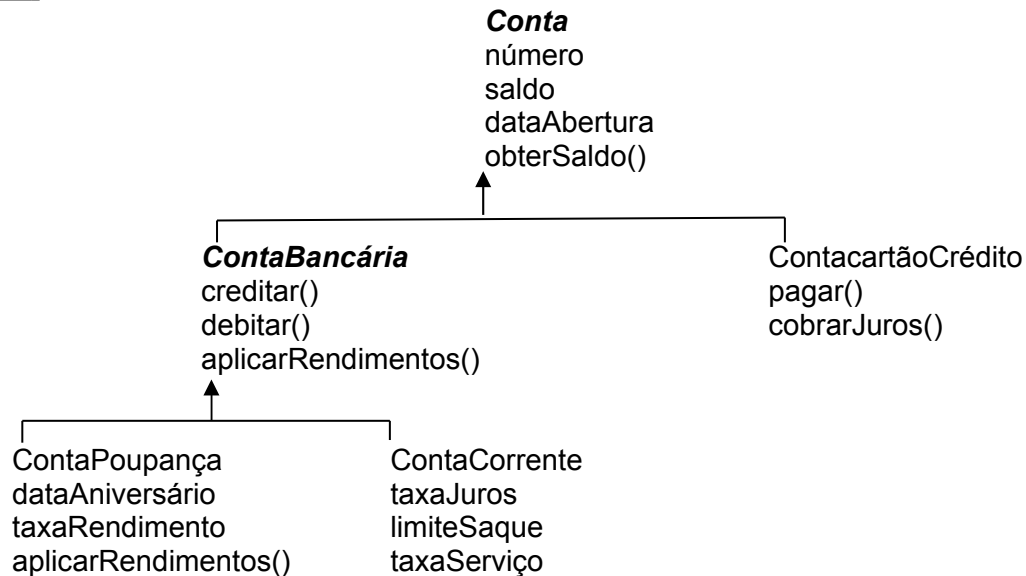 Conta
número
saldo
dataAbertura
obterSaldo()
ContaBancária
creditar()
debitar()
aplicarRendimentos()
ContacartãoCrédito
pagar()
cobrarJuros()
ContaPoupança
dataAniversário
taxaRendimento
aplicarRendimentos()
ContaCorrente
taxaJuros
limiteSaque
taxaServiço